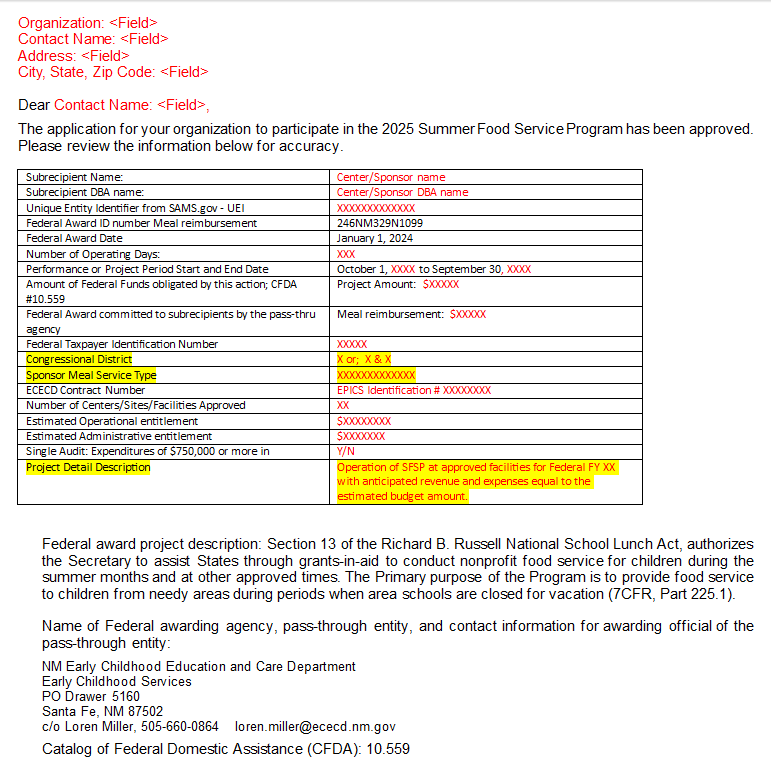 Organization: <Field>
Contact Name: <Field>
Address: <Field>
City, State, Zip Code: <Field>
Dear Contact Name: <Field>,
The application for your organization to participate in the 2025 Summer Food Service Program has been approved.
Please review the information below for accuracy.
Subrecipient Name: Center/Sponsor name
Subrecipient DBA name: Center/Sponsor DBA name
Unique Entity Identifier from SAMS.gov - UEI XXXXXXXXXXXXX
Federal Award ID number Meal reimbursement 246NM329N1099
Federal Award Date January 1, 2024
Number of Operating Days: XXX
Performance or Project Period Start and End Date October 1, XXXX to September 30, XXXX
Amount of Federal Funds obligated by this action; CFDA Project Amount: $XXXXX
#10.559
Federal Award committed to subrecipients by the pass-thru Meal reimbursement: $XXXXX
agency
Federal Taxpayer Identification Number XXXXX
Congressional District X or; X & X
Sponsor Meal Service Type XXXXXXXXXXXXX
ECECD Contract Number EPICS Identification # XXXXXXXX
Number of Centers/Sites/Facilities Approved XX
Estimated Operational entitlement $XXXXXXXX
Estimated Administrative entitlement $XXXXXXX
Single Audit: Expenditures of $750,000 or more in Y/N
Project Detail Description Operation of SFSP at approved facilities for Federal FY XX
with anticipated revenue and expenses equal to the
estimated budget amount.
Federal award project description: Section 13 of the Richard B. Russell National School Lunch Act, authorizes
the Secretary to assist States through grants-in-aid to conduct nonprofit food service for children during the
summer months and at other approved times. The Primary purpose of the Program is to provide food service
to children from needy areas during periods when area schools are closed for vacation (7CFR, Part 225.1).
Name of Federal awarding agency, pass-through entity, and contact information for awarding official of the
pass-through entity:
NM Early Childhood Education and Care Department
Early Childhood Services
PO Drawer 5160
Santa Fe, NM 87502
c/o Loren Miller, 505-660-0864 loren.miller@ececd.nm.gov
Catalog of Federal Domestic Assistance (CFDA): 10.559